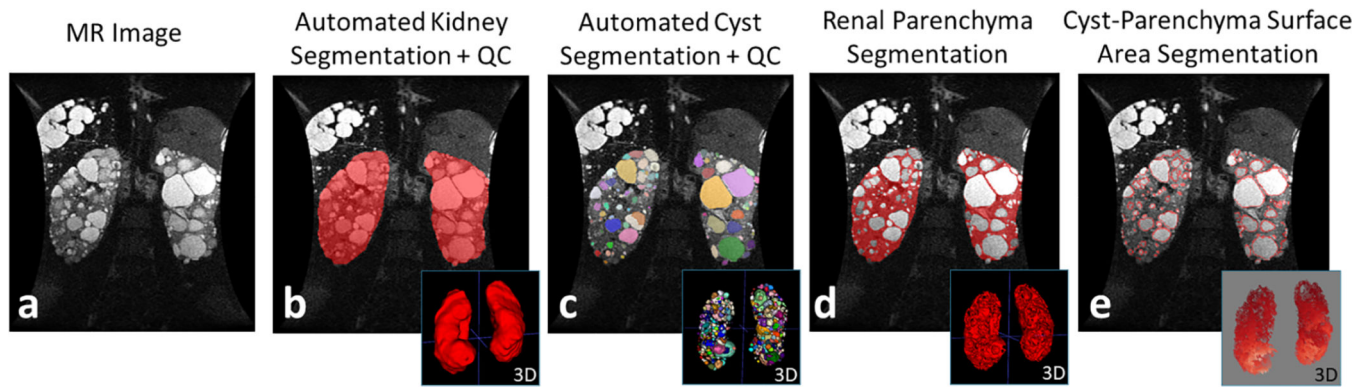 MR Image
Automated Kidney
Segmentation + QC
Automated Cyst
Segmentation + QC
Renal Parenchyma
Segmentation
Cyst-Parenchyma Surface
Area Segmentation
a
b
c
d
e
3D
3D
3D
3D